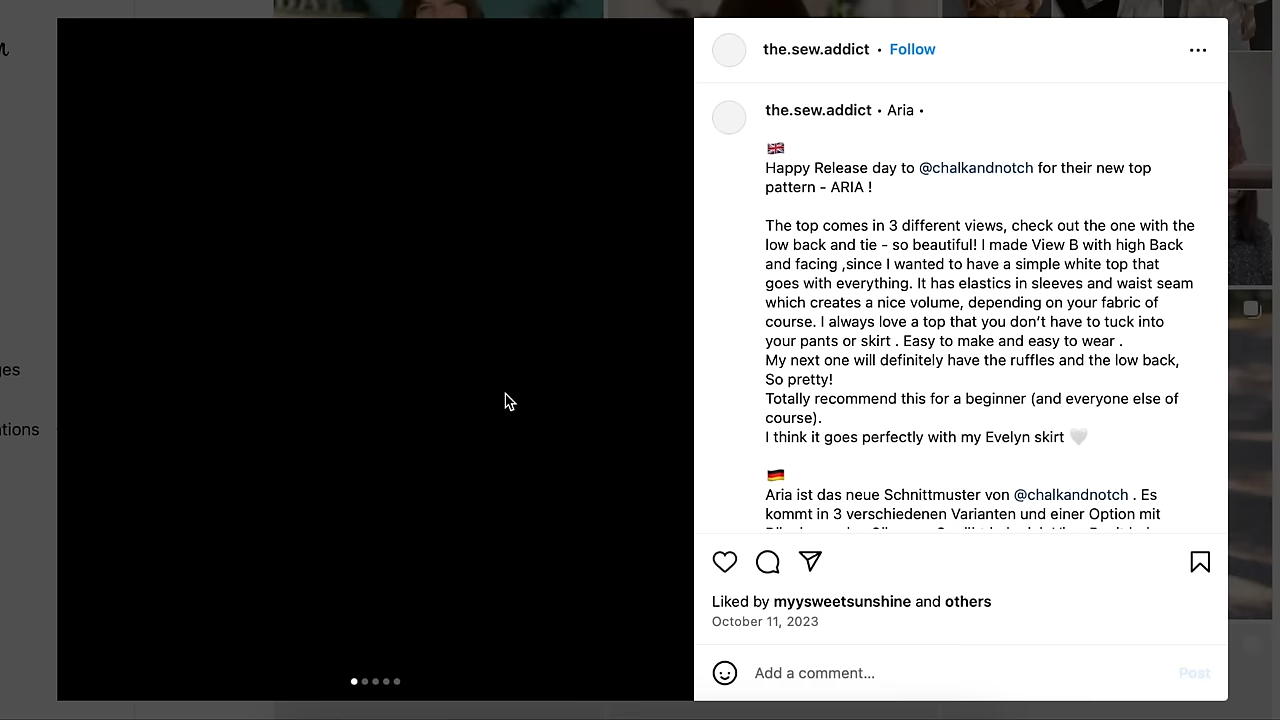 the.sew.addict • Follow
the.sew.addict • Aria •
🇬🇧
Happy Release day to @chalkandnotch for their new top
pattern - ARIA !
The top comes in 3 different views, check out the one with the
low back and tie - so beautiful! I made View B with high Back
and facing ,since I wanted to have a simple white top that
goes with everything. It has elastics in sleeves and waist seam
which creates a nice volume, depending on your fabric of
course. I always love a top that you don't have to tuck into
your pants or skirt . Easy to make and easy to wear .
My next one will definitely have the ruffles and the low back,
So pretty!
Totally recommend this for a beginner (and everyone else of
course).
I think it goes perfectly with my Evelyn skirt 🤍
🇩🇪
Aria ist das neue Schnittmuster von @chalkandnotch . Es
kommt in 3 verschiedenen Varianten und einer Option mit
Liked by myysweetsunshine and others
October 11, 2023
Add a comment...
Post